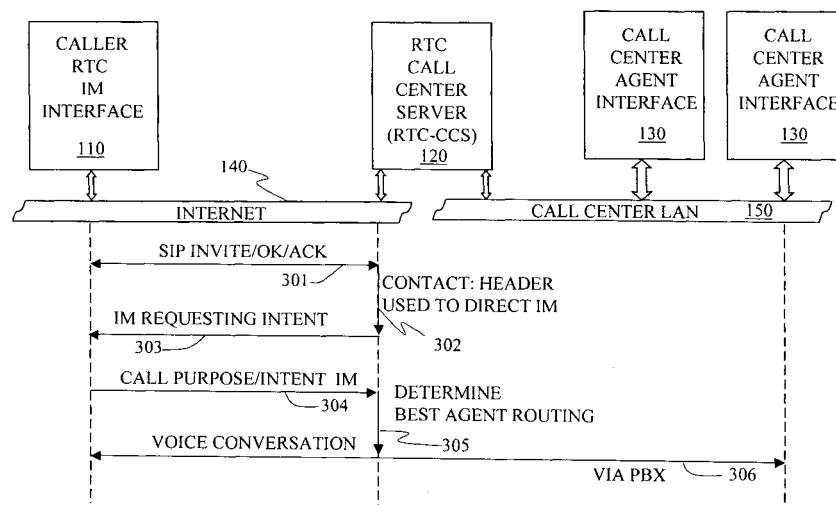 CALLER
RTC
IM
INTERFACE
110
RTC
CALL
CENTER
SERVER
(RTC-CCS)
120
CALL
CENTER
AGENT
INTERFACE
130
CALL
CENTER
AGENT
INTERFACE
130
140
INTERNET
CALL CENTER LAN 150
SIP INVITE/OK/ACK
301
CONTACT: HEADER
USED TO DIRECT IM
302
IM REQUESTING INTENT
303
CALL PURPOSE/INTENT IM
304
DETERMINE
BEST AGENT ROUTING
305
VOICE CONVERSATION
VIA PBX
306